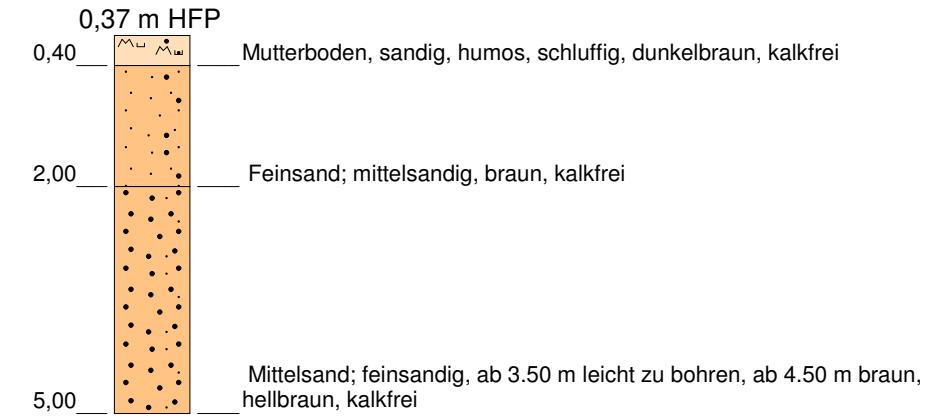 0,37 m HFP
0,40 Mutterboden, sandig, humos, schluffig, dunkelbraun, kalkfrei
2,00 Feinsand; mittelsandig, braun, kalkfrei
Mittelsand; feinsandig, ab 3.50 m leicht zu bohren, ab 4.50 m braun,
5,00 hellbraun, kalkfrei